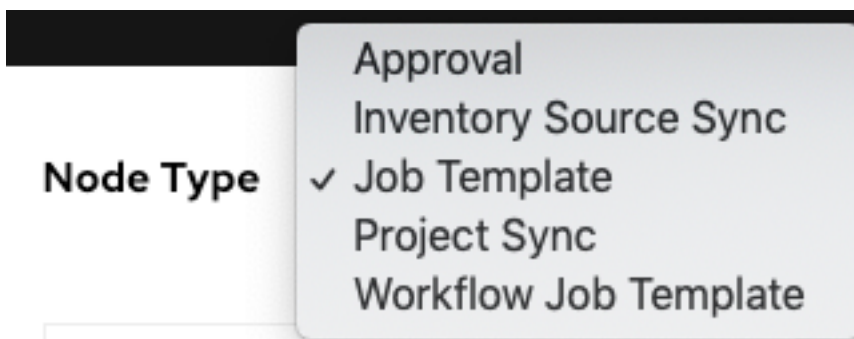 Approval
Inventory Source Sync
Node Type ✓ Job Template
Project Sync
Workflow Job Template